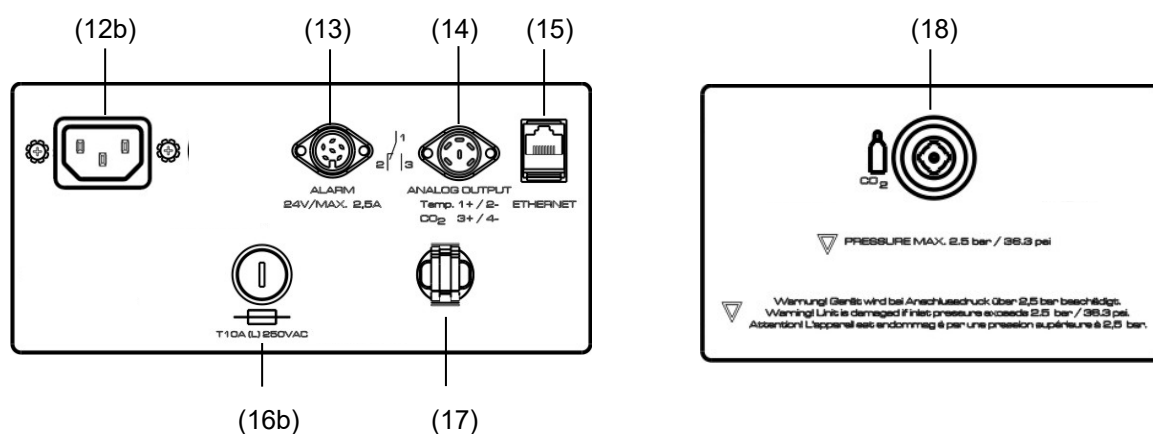 (12b) (13) (14) (15) (18)
1
2 3
ALARM
24V/MAX. 2,5A
ANALOG OUTPUT
Temp. 1+ / 2-
CO2 3+ / 4-
ETHERNET
T10A (L) 250VAC
(16b) (17)
CO2
PRESSURE MAX. 2.5 bar / 36.3 psi
Warnung! Gerät wird bei Anschlussdruck über 2,5 bar beschädigt.
Warning! Unit is damaged if inlet pressure exceeds 2.5 bar / 36.3 psi.
Attention! L'appareil est endommag é par une pression supérieure à 2,5 bar.